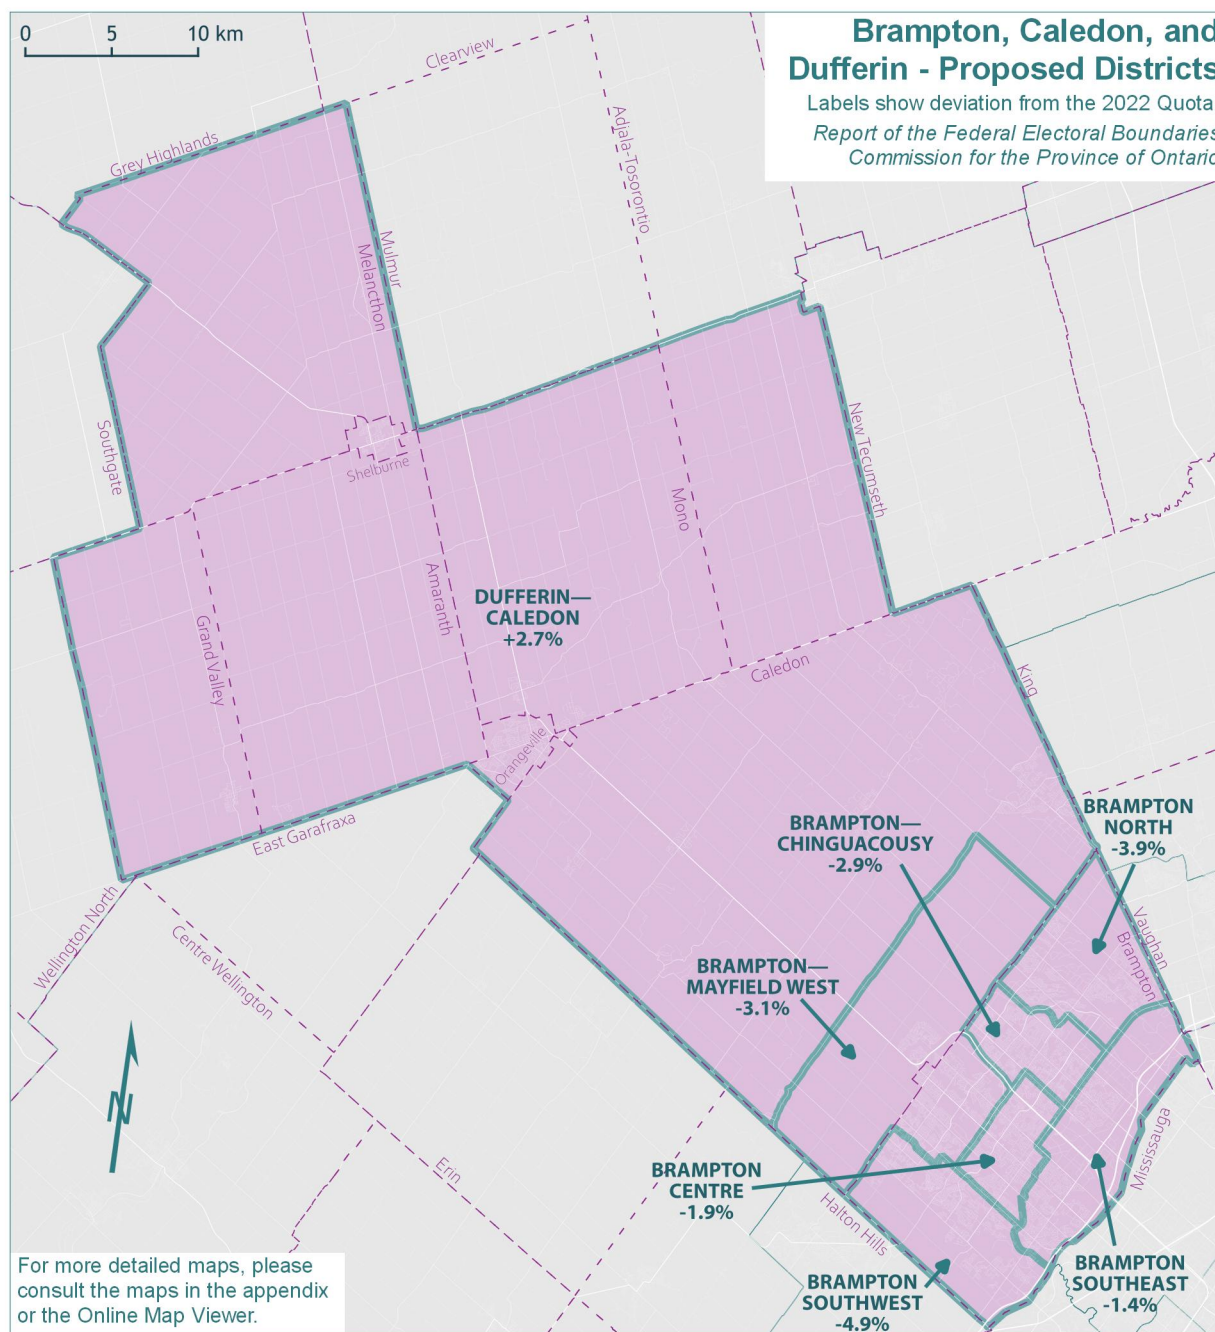 0 5 10 km
Brampton, Caledon, and
Dufferin - Proposed Districts
Labels show deviation from the 2022 Quota.
Report of the Federal Electoral Boundaries
Commission for the Province of Ontario
Clearview
Grey Highlands
Adjala-Tosorontio
Mulmur
Melancthon
Southgate
Shelburne
New Tecumseth
Mono
Amaranth
Grand Valley
DUFFERIN—
CALEDON
+2.7%
Caledon
King
Orangeville
East Garafraxa
BRAMPTON
NORTH
-3.9%
BRAMPTON—
CHINGUACOUSY
-2.9%
Wellington North
Centre Wellington
Vaughan
Brampton
BRAMPTON—
MAYFIELD WEST
-3.1%
N
Mississauga
Erin
BRAMPTON
CENTRE
-1.9%
Halton Hills
For more detailed maps, please
consult the maps in the appendix
or the Online Map Viewer.
BRAMPTON
SOUTHWEST
-4.9%
BRAMPTON
SOUTHEAST
-1.4%